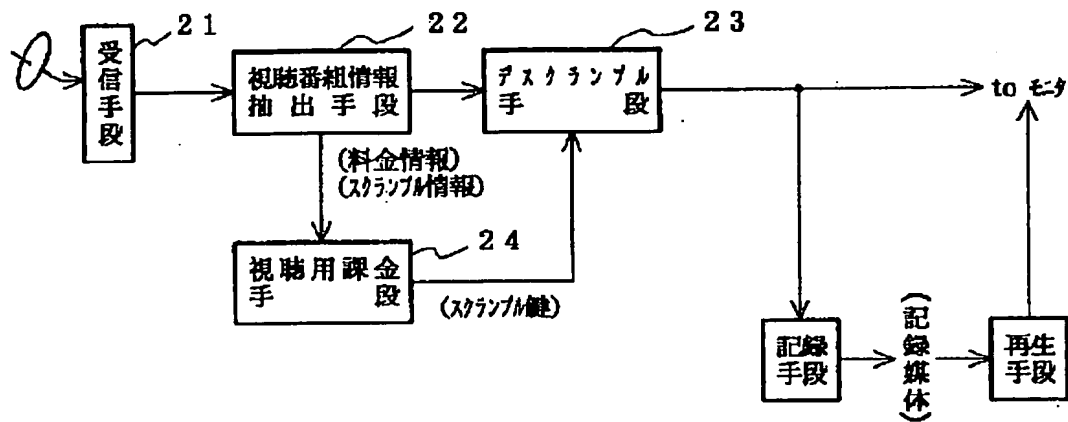 21
受信手段
22
視聴番組情報
抽出手段
23
デスクランブル
手段
to モニタ
(料金情報)
(スクランブル情報)
24
視聴用課金
手段
(スクランブル鍵)
記録
手段
(記録媒体)
再生
手段